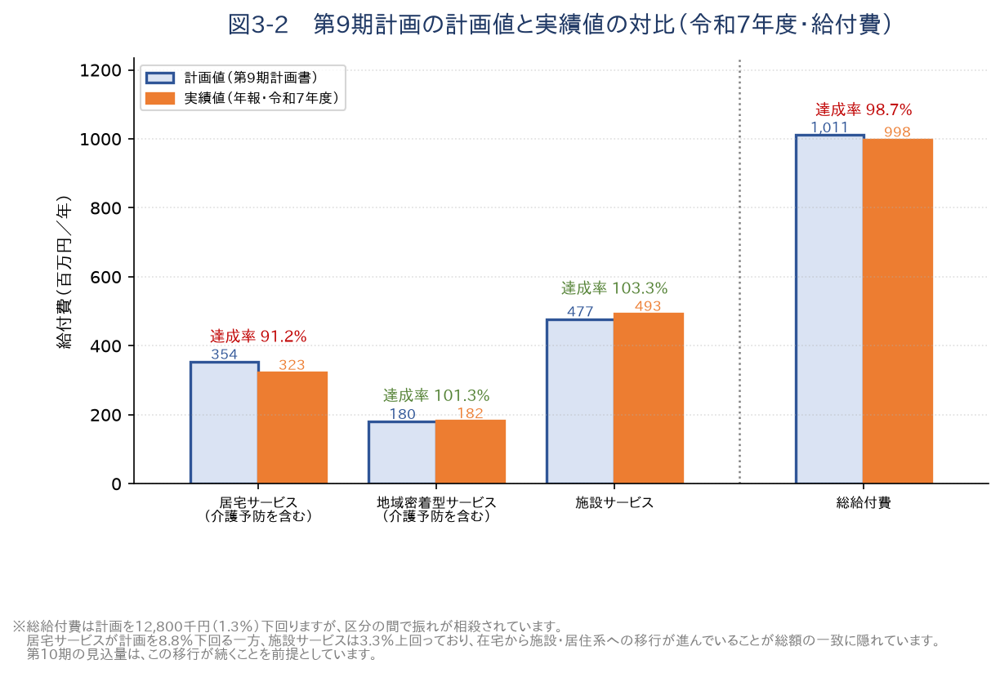 図3-2　第9期計画の計画値と実績値の対比（令和7年度・給付費）
計画値（第9期計画書）
実績値（年報・令和7年度）
給付費（百万円／年）
1200
1000
800
600
400
200
0
達成率 91.2%
354
323
達成率 101.3%
180
182
達成率 103.3%
477
493
達成率 98.7%
1,011
998
居宅サービス
（介護予防を含む）
地域密着型サービス
（介護予防を含む）
施設サービス
総給付費
※総給付費は計画を12,800千円（1.3％）下回りますが、区分の間で振れが相殺されています。
居宅サービスが計画を8.8％下回る一方、施設サービスは3.3％上回っており、在宅から施設・居住系への移行が進んでいることが総額の一致に隠れています。
第10期の見込量は、この移行が続くことを前提としています。